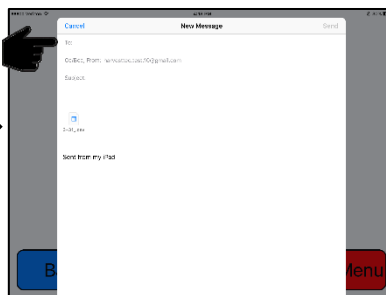 Cancel New Message Send
To:
Cc/Bcc, From:
Subject:
Sent from my iPad
B Menu